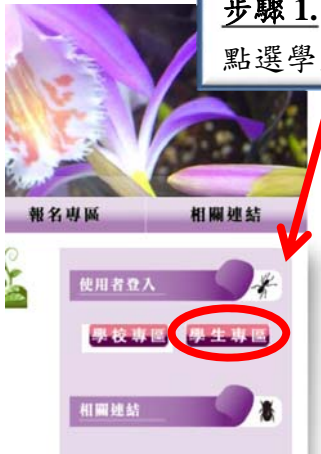 步驟 1.
點選學
報名專區
相關連結
使用者登入
學校專區
學生專區
相關連結